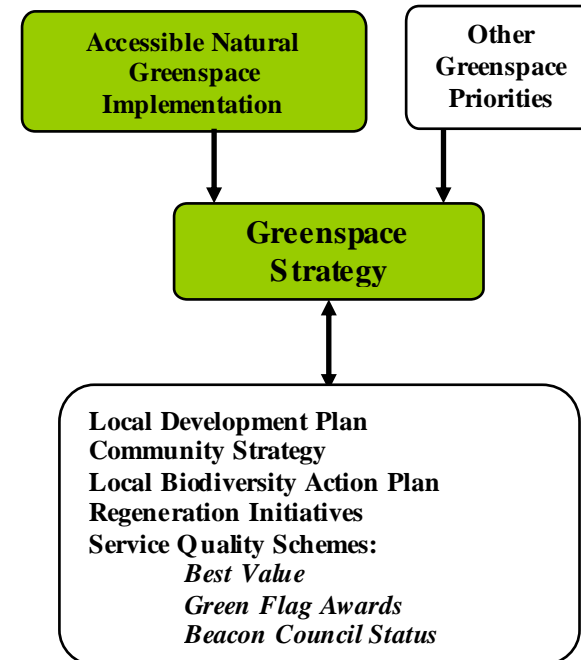 Accessible Natural
Greenspace
Implementation
Other
Greenspace
Priorities
Greenspace
Strategy
Local Development Plan
Community Strategy
Local Biodiversity Action Plan
Regeneration Initiatives
Service Quality Schemes:
Best Value
Green Flag Awards
Beacon Council Status